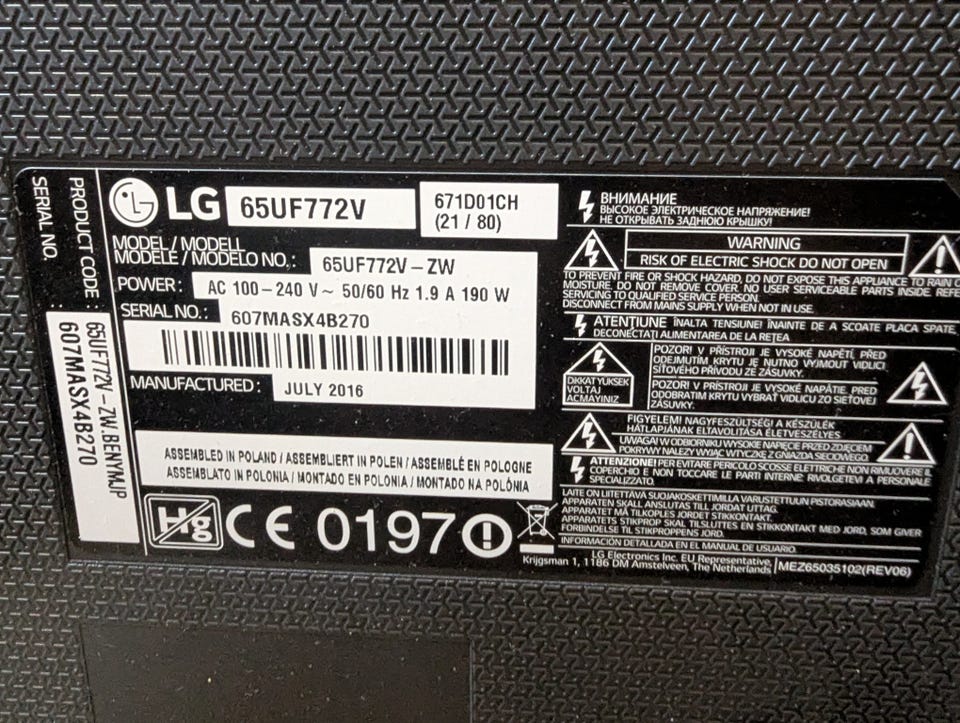 LG 65UF772V
671D01CH
(21 / 80)
MODEL / MODELL
MODÈLE / MODELO NO.: 65UF772V-ZW
POWER: AC 100-240 V~ 50/60 Hz 1.9 A 190 W
SERIAL NO.: 607MASX4B270
MANUFACTURED: JULY 2016
ASSEMBLED IN POLAND / ASSEMBLIERT IN POLEN / ASSEMBLÉ EN POLOGNE
ASSEMBLATO IN POLONIA / MONTADO EN POLONIA / MONTADO NA POLÓNIA
Hg CE 0197
PRODUCT CODE: 65UF772V-ZW.BENYMJP
SERIAL NO.: 607MASX4B270
ВНИМАНИЕ
ВЫСОКОЕ ЭЛЕКТРИЧЕСКОЕ НАПРЯЖЕНИЕ!
НЕ ОТКРЫВАТЬ ЗАДНЮЮ КРЫШКУ!
WARNING
RISK OF ELECTRIC SHOCK DO NOT OPEN
TO PREVENT FIRE OR SHOCK HAZARD, DO NOT EXPOSE THIS APPLIANCE TO RAIN
MOISTURE, DO NOT REMOVE COVER. NO USER SERVICEABLE PARTS INSIDE
SERVICING TO QUALIFIED SERVICE PERSON.
DISCONNECT FROM MAINS SUPPLY WHEN NOT IN USE.
ATENŢIUNE ÎNALTA TENSIUNE! ÎNAINTE DE A SCOATE PLACA SPATE,
DECONECTAŢI ALIMENTAREA DE LA REŢEA
DIKKAT YUKSEK
VOLTAJ
ACMAYINIZ
POZOR! V PŘÍSTROJI JE VYSOKÉ NAPĚTÍ, PŘED
ODEJMUTÍM KRYTU JE NUTNO VYJMOUT VIDLICI
SÍŤOVÉHO PŘÍVODU ZE ZÁSUVKY.
POZOR! V PRÍSTROJI JE VYSOKÉ NAPÄTIE, PRED
ODOBRATIM KRYTU VYBRAŤ VIDLICU ZO SIEŤOVEJ
ZÁSUVKY.
FIGYELEM! NAGYFESZÜLTSÉG! A KÉSZÜLÉK
HÁTLAPJÁNAK ELTÁVOLÍTÁSA ÉLETVESZÉLYES
UWAGA! W ODBIORNIKU WYSOKIE NAPIĘCIE PRZED ZDJĘCIEM
POKRYWY NALEŻY WYJĄĆ WTYCZKĘ Z GNIAZDA SIECIOWEGO.
ATTENZIONE! PER EVITARE PERICOLO SCOSSE ELETTRICHE NON RIMUOVERE IL
COPERCHIO E NON TOCCARE LE PARTI INTERNE: RIVOLGETEVI A PERSONALE
SPECIALIZZATO.
LAITE ON LIITETTÄVÄ SUOJAKOSKETTIMILLA VARUSTETTUUN PISTORASIAAN.
APPARATEN SKALL ANSLUTAS TILL JORDAT UTTAG.
APPARATET MÅ TILKOPLES JORDET STIKKONTAKT.
APPARATETS STIKPROP SKAL TILSLUTTES EN STIKKONTAKT MED JORD, SOM GIVER
FORBINDELSE TIL STIKPROPPENS JORD.
INFORMACIÓN DETALLADA EN EL MANUAL DE USUARIO.
LG Electronics Inc. EU Representative,
Krijgsman 1, 1186 DM Amstelveen, The Netherlands
MEZ65035102(REV06)